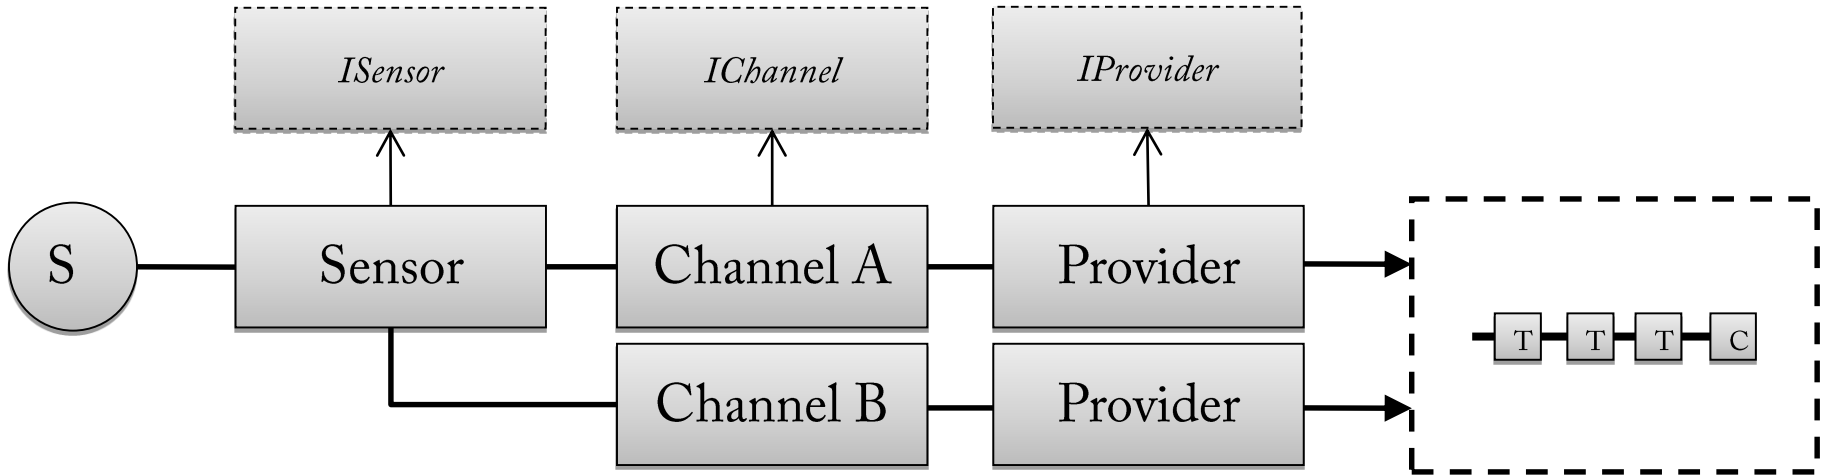 ISensor
IChannel
IProvider
S
Sensor
Channel A
Provider
T
T
T
C
Channel B
Provider